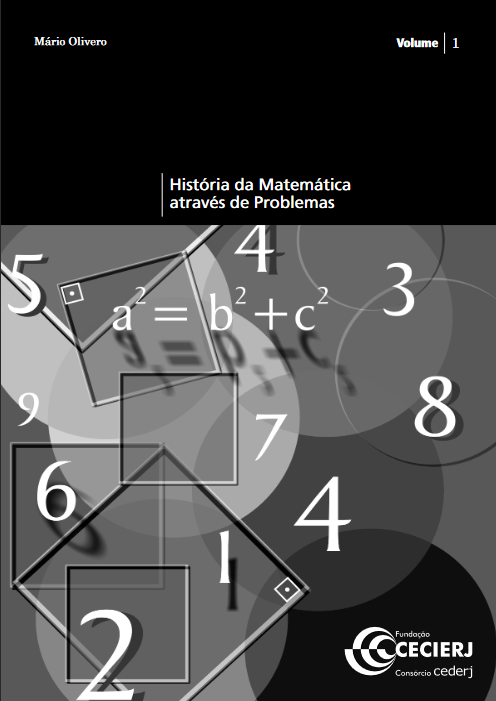 Mário Olivero
Volume 1
História da Matemática
através de Problemas
4
5
3
a² = b² + c²
8
9
7
6
4
1
2
Fundação
CECIERJ
Consórcio cederj